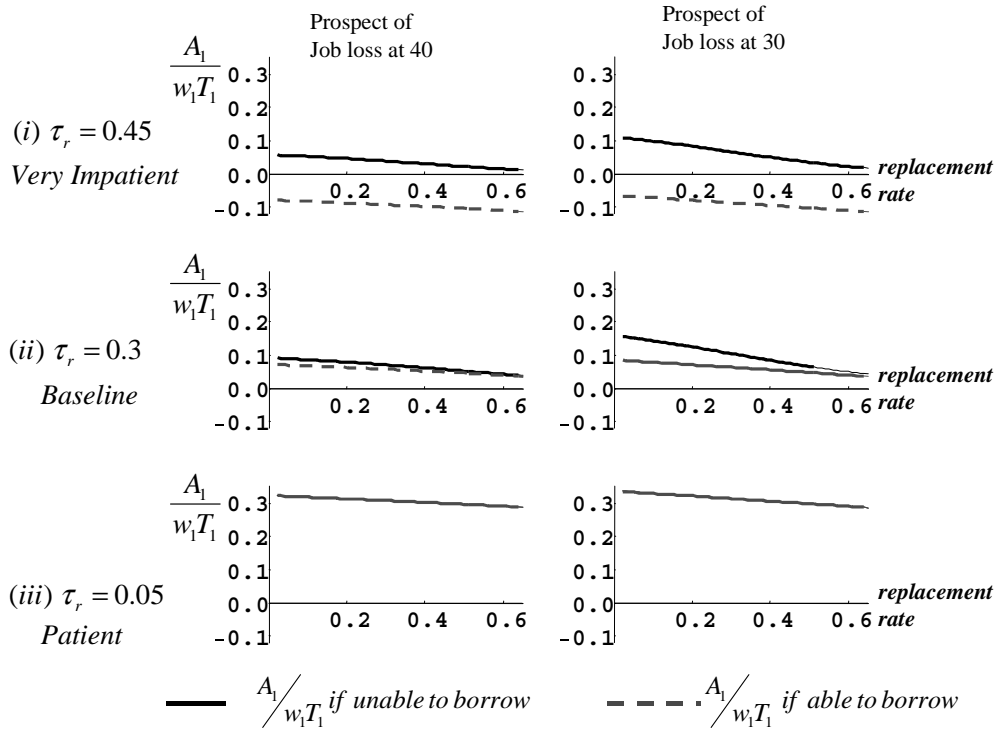 Prospect of
Job loss at 40
Prospect of
Job loss at 30
A₁
w₁T₁
0.3
0.2
0.1
0.0
-0.1
0.2 0.4 0.6
0.3
0.2
0.1
0.0
-0.1
0.2 0.4 0.6
(i) τᵣ = 0.45
Very Impatient
replacement
rate
A₁
w₁T₁
0.3
0.2
0.1
0.0
-0.1
0.2 0.4 0.6
0.3
0.2
0.1
0.0
-0.1
0.2 0.4 0.6
(ii) τᵣ = 0.3
Baseline
replacement
rate
A₁
w₁T₁
0.3
0.2
0.1
0.0
-0.1
0.2 0.4 0.6
0.3
0.2
0.1
0.0
-0.1
0.2 0.4 0.6
(iii) τᵣ = 0.05
Patient
replacement
rate
A₁/w₁T₁ if unable to borrow
A₁/w₁T₁ if able to borrow